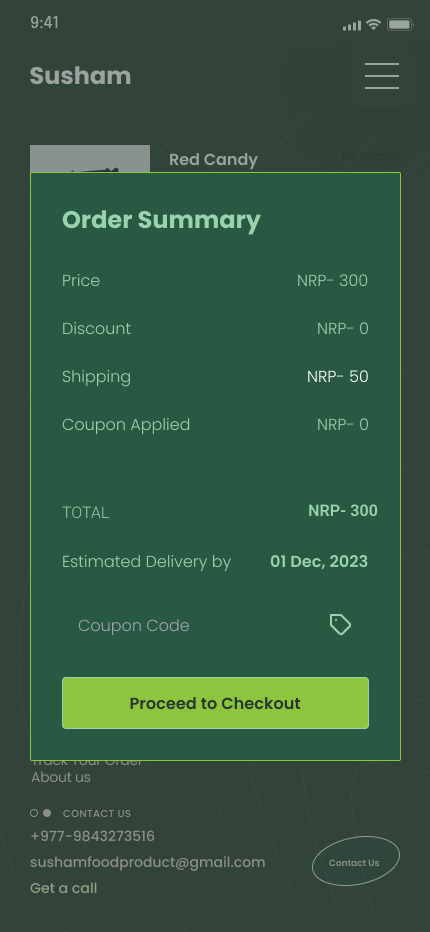 9:41
Susham
Red Candy Remove
Order Summary
Price NRP- 300
Discount NRP- 0
Shipping NRP- 50
Coupon Applied NRP- 0
TOTAL NRP- 300
Estimated Delivery by 01 Dec, 2023
Coupon Code
Proceed to Checkout
Track Your Order
About us
CONTACT US
+977-9843273516
sushamfoodproduct@gmail.com
Contact Us
Get a call